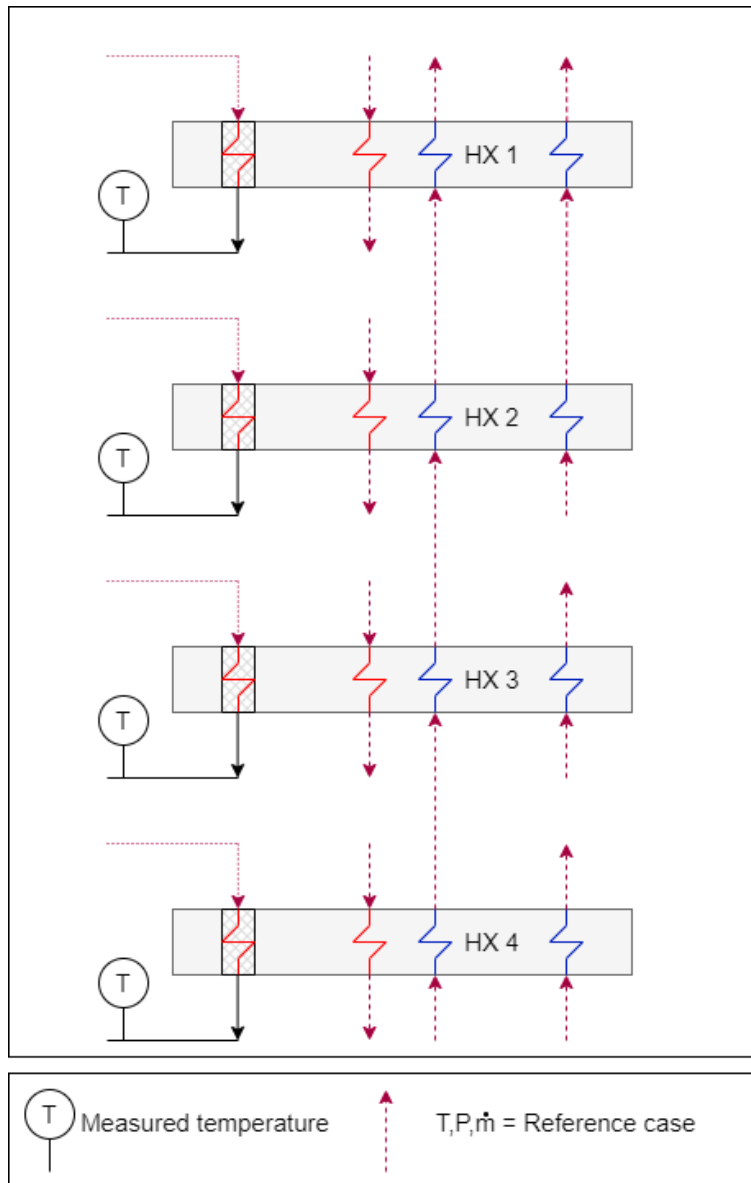 HX 1
T
HX 2
T
HX 3
T
HX 4
T
T Measured temperature T,P,ṁ = Reference case